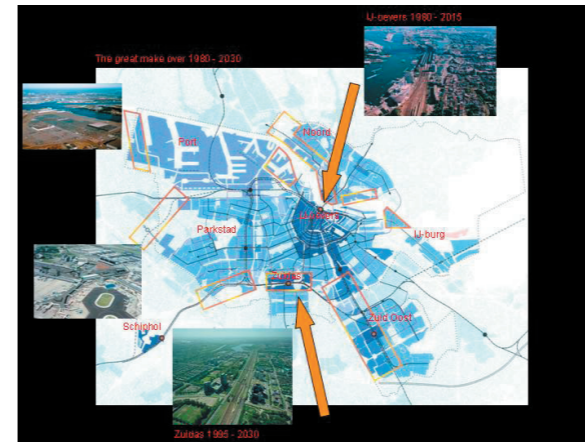 IJ-oevers 1980 - 2015
The great make over 1980 - 2030
Noord
Port
IJ-oevers
Parkstad
IJ-burg
Zuidas
Zuid Oost
Schiphol
Zuidas 1995 - 2030